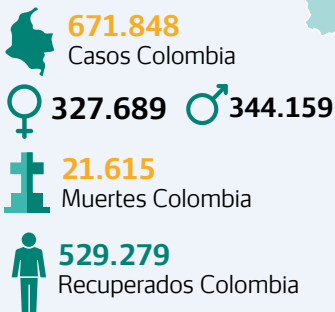 671.848
Casos Colombia
327.689 344.159
21.615
Muertes Colombia
529.279
Recuperados Colombia